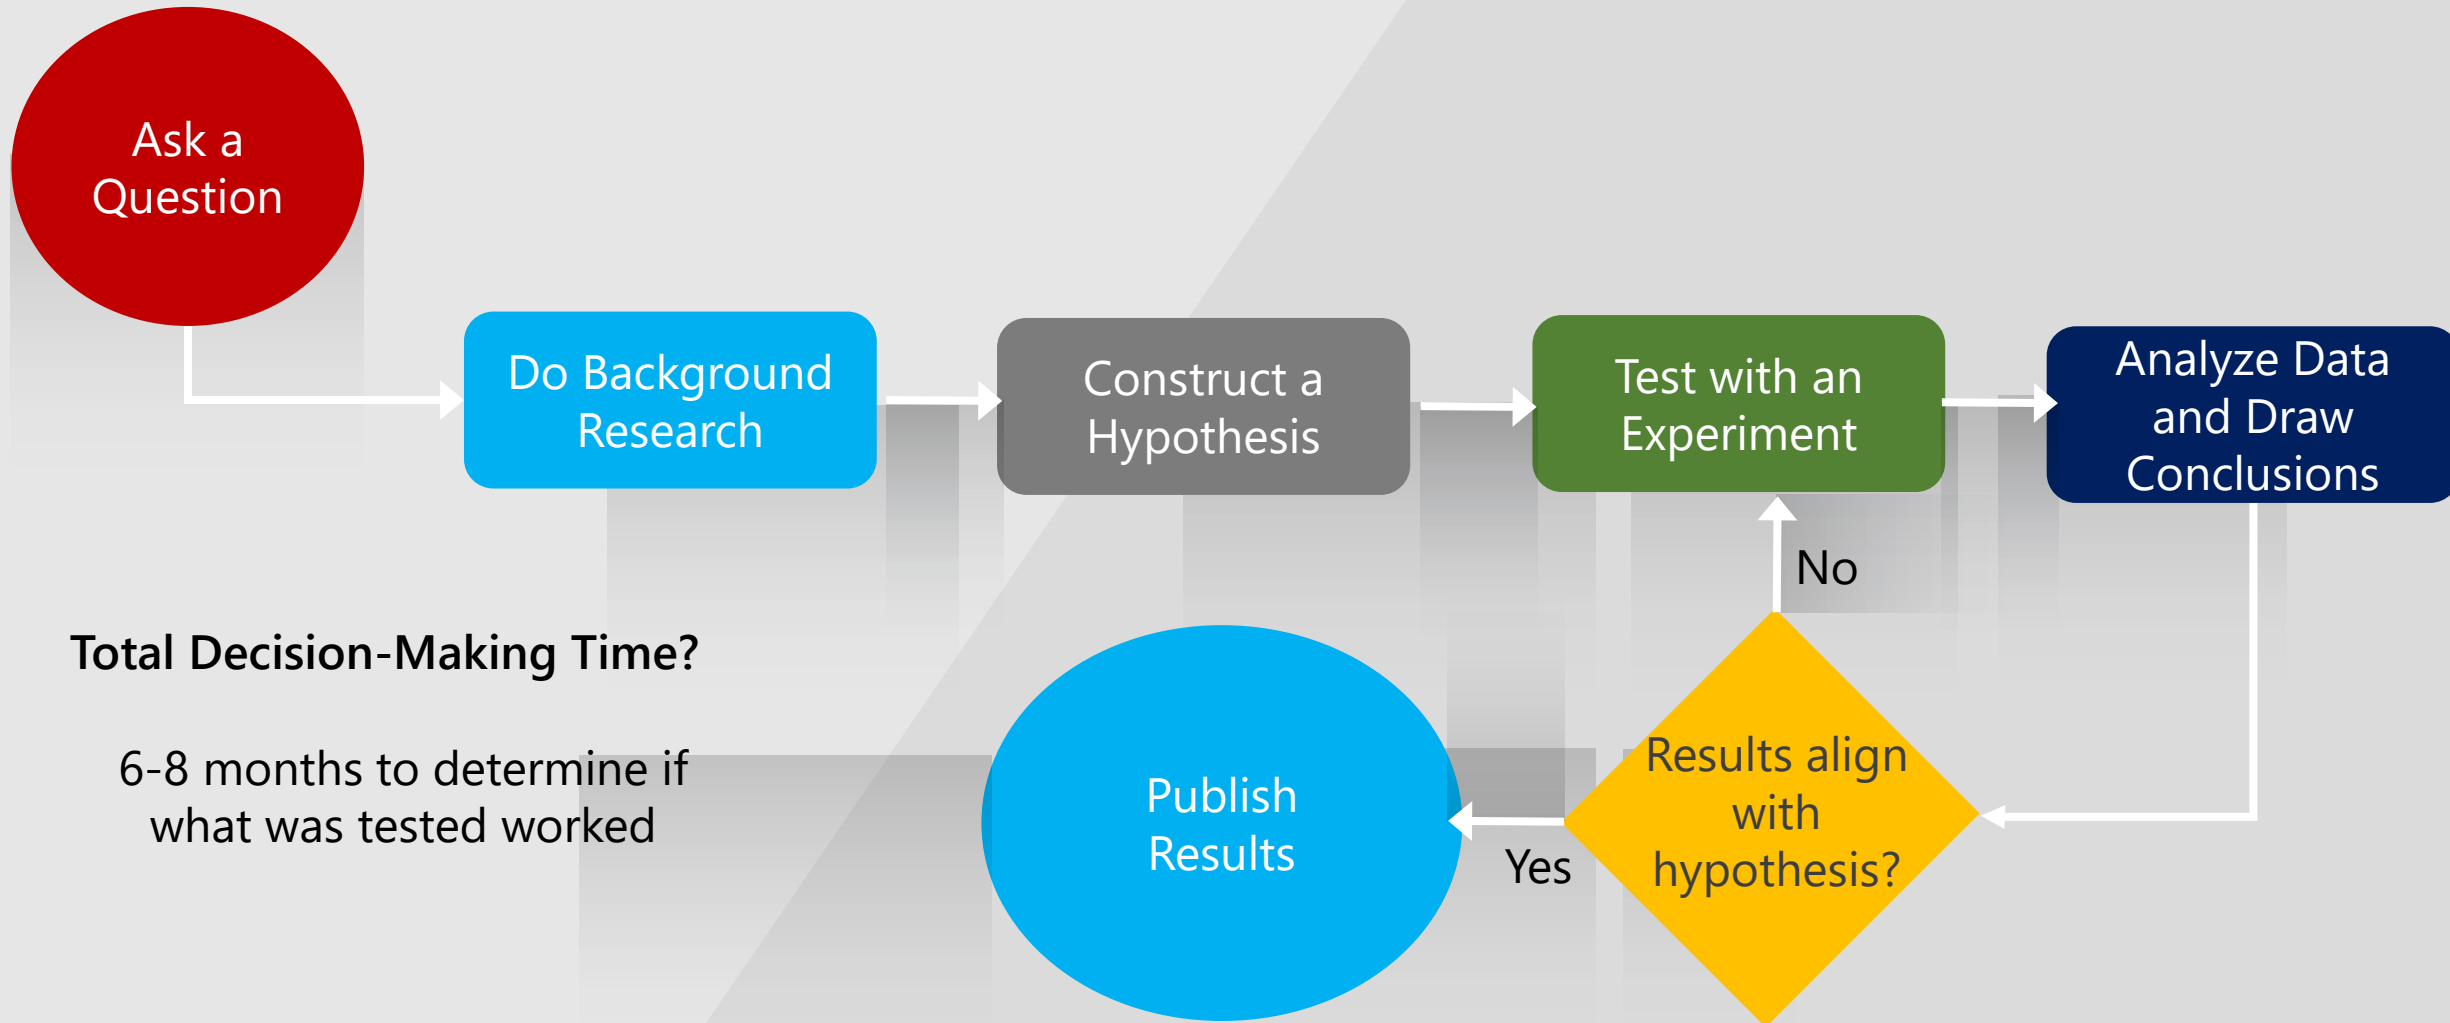 Ask a
Question
Do Background
Research
Construct a
Hypothesis
Test with an
Experiment
Analyze Data
and Draw
Conclusions
No
Results align
with
hypothesis?
Yes
Publish
Results
Total Decision-Making Time?
6-8 months to determine if
what was tested worked